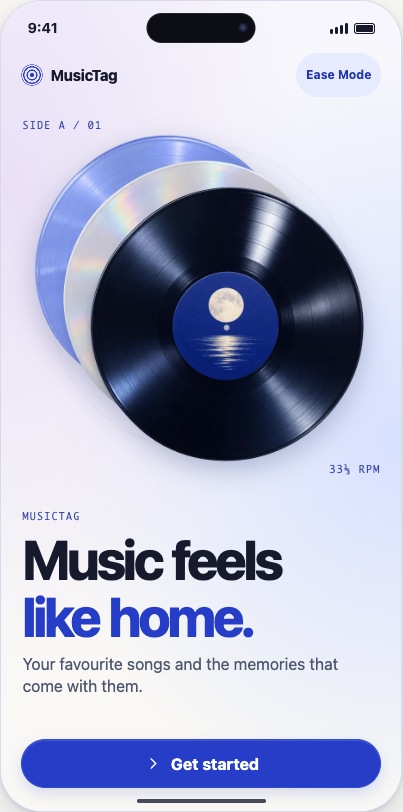 9:41
MusicTag
Ease Mode
SIDE A / 01
33⅓ RPM
MUSICTAG
Music feels
like home.
Your favourite songs and the memories that
come with them.
Get started